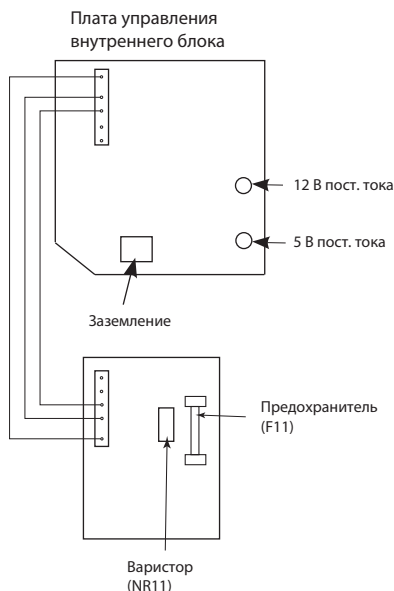 Плата управления
внутреннего блока
12 В пост. тока
5 В пост. тока
Заземление
Предохранитель
(F11)
Варистор
(NR11)